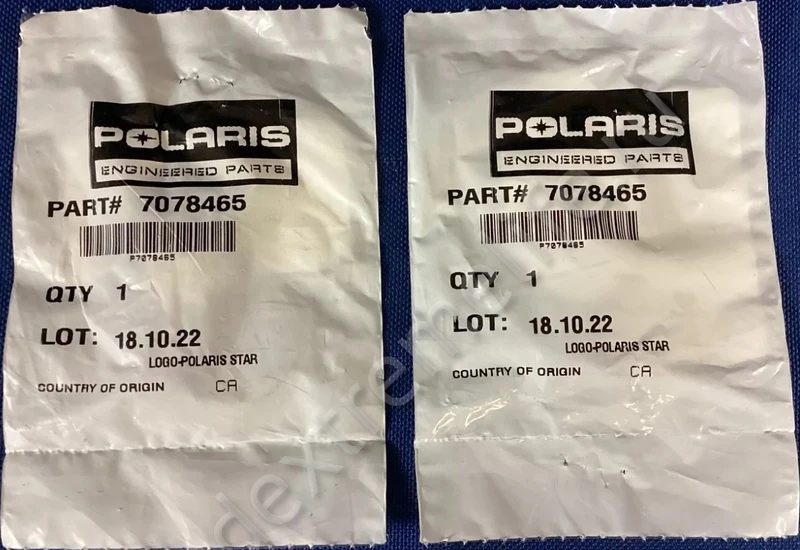 POLARIS
ENGINEERED PARTS
PART# 7078465
P7078465
QTY 1
LOT: 18.10.22
LOGO-POLARIS STAR
COUNTRY OF ORIGIN CA
POLARIS
ENGINEERED PARTS
PART# 7078465
P7078465
QTY 1
LOT: 18.10.22
LOGO-POLARIS STAR
COUNTRY OF ORIGIN CA